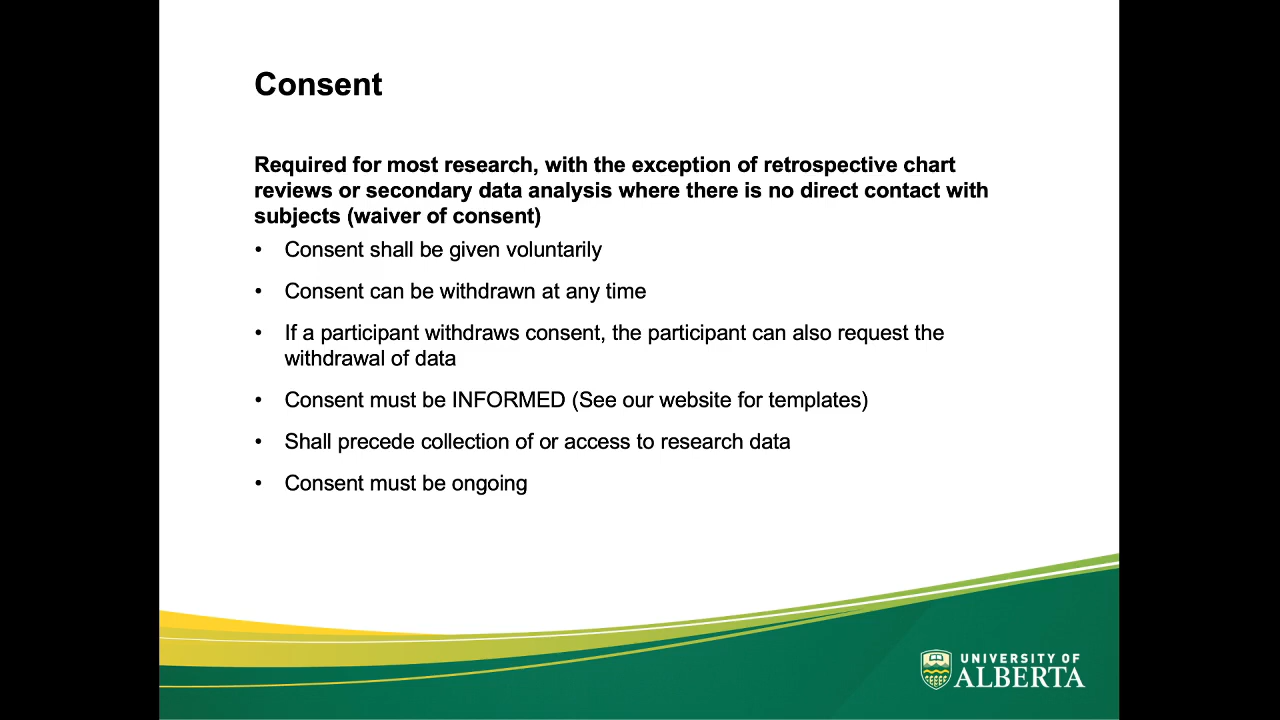 Consent
Required for most research, with the exception of retrospective chart
reviews or secondary data analysis where there is no direct contact with
subjects (waiver of consent)
• Consent shall be given voluntarily
• Consent can be withdrawn at any time
• If a participant withdraws consent, the participant can also request the
withdrawal of data
• Consent must be INFORMED (See our website for templates)
• Shall precede collection of or access to research data
• Consent must be ongoing
UNIVERSITY OF
ALBERTA